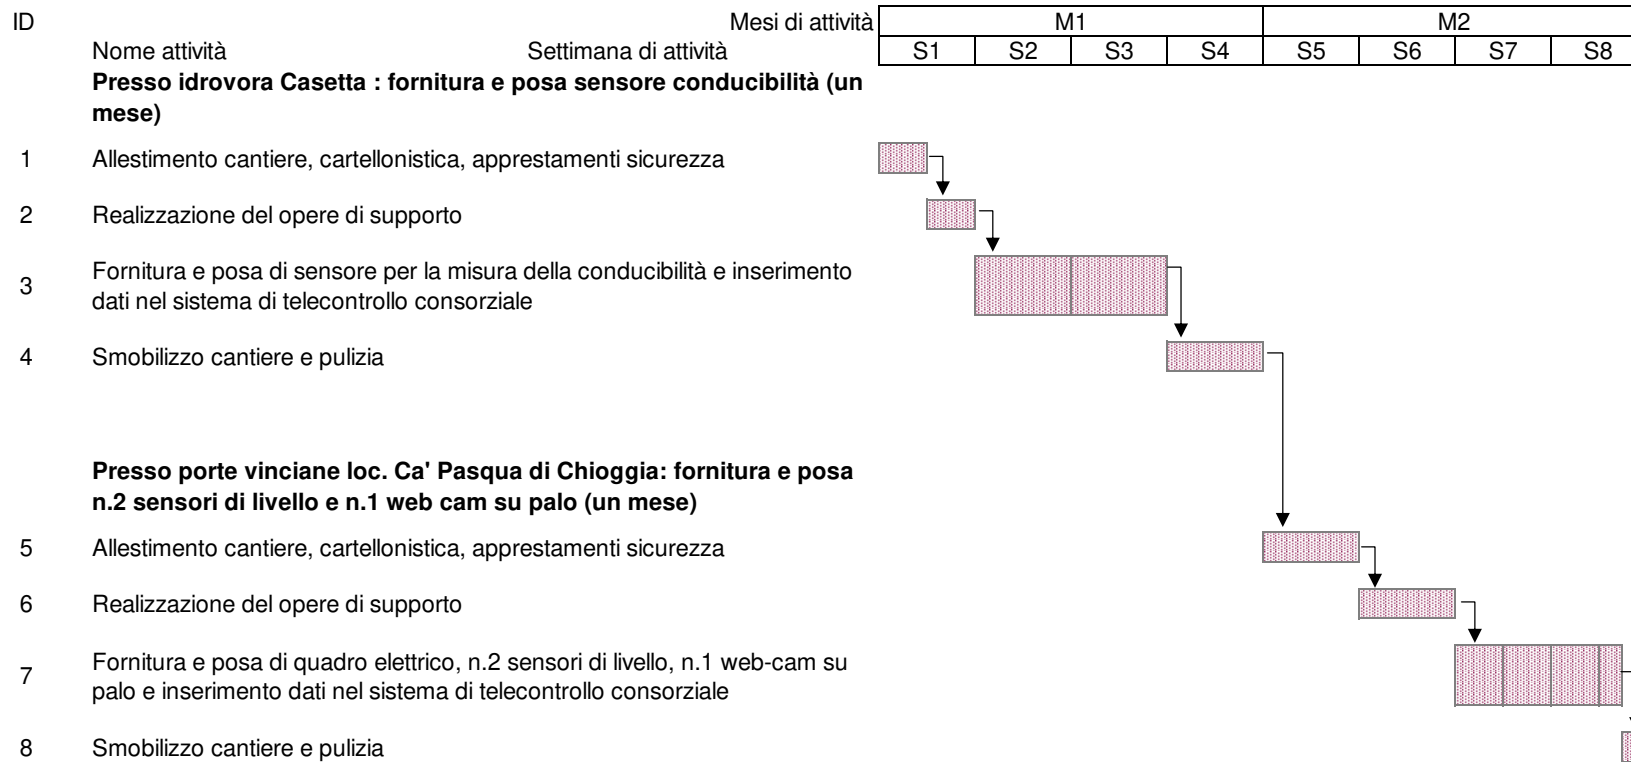 ID Mesi di attività M1 M2
Nome attività Settimana di attività S1 S2 S3 S4 S5 S6 S7 S8
Presso idrovora Casetta : fornitura e posa sensore conducibilità (un
mese)
1 Allestimento cantiere, cartellonistica, apprestamenti sicurezza
2 Realizzazione del opere di supporto
3 Fornitura e posa di sensore per la misura della conducibilità e inserimento
dati nel sistema di telecontrollo consorziale
4 Smobilizzo cantiere e pulizia
Presso porte vinciane loc. Ca' Pasqua di Chioggia: fornitura e posa
n.2 sensori di livello e n.1 web cam su palo (un mese)
5 Allestimento cantiere, cartellonistica, apprestamenti sicurezza
6 Realizzazione del opere di supporto
7 Fornitura e posa di quadro elettrico, n.2 sensori di livello, n.1 web-cam su
palo e inserimento dati nel sistema di telecontrollo consorziale
8 Smobilizzo cantiere e pulizia